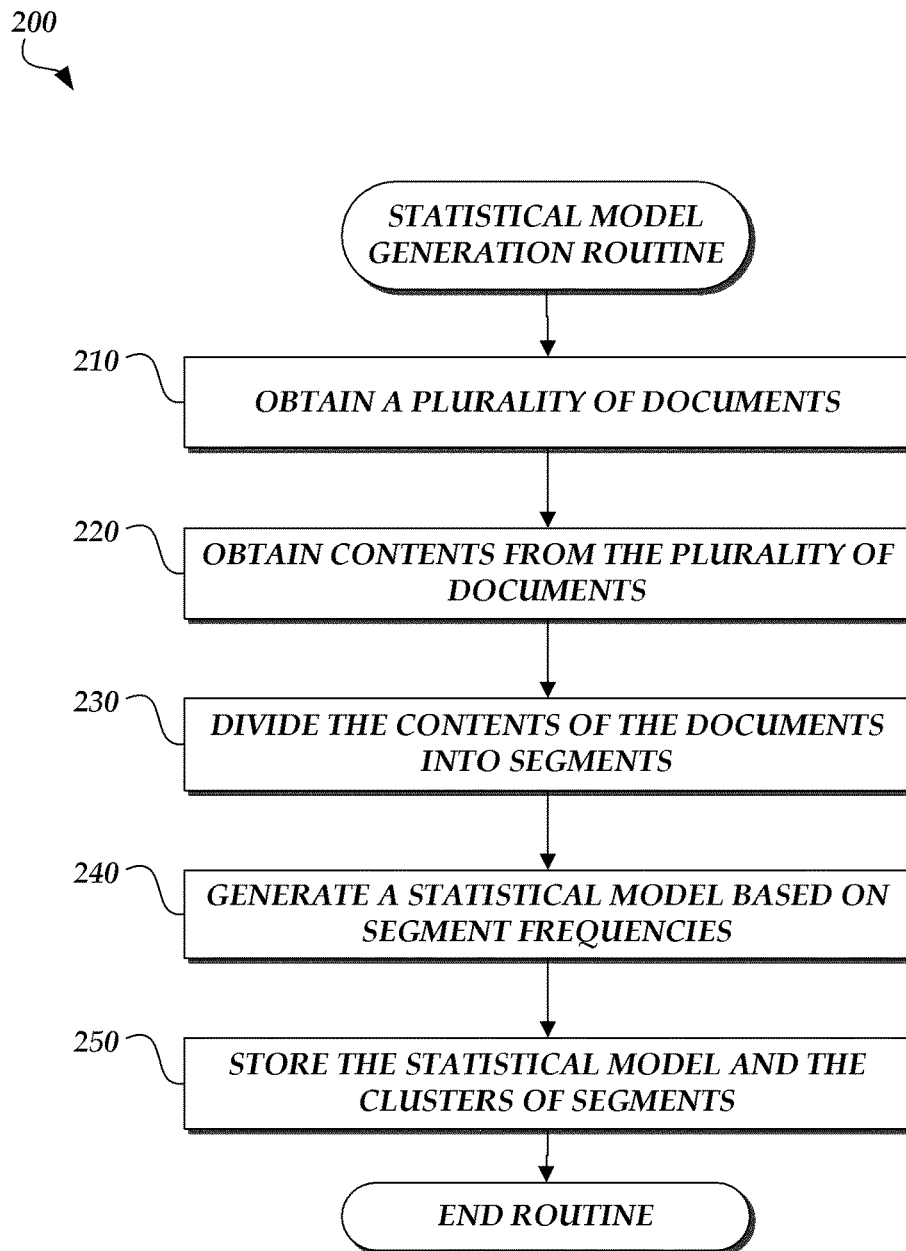 200
STATISTICAL MODEL
GENERATION ROUTINE
210
OBTAIN A PLURALITY OF DOCUMENTS
220
OBTAIN CONTENTS FROM THE PLURALITY OF
DOCUMENTS
230
DIVIDE THE CONTENTS OF THE DOCUMENTS
INTO SEGMENTS
240
GENERATE A STATISTICAL MODEL BASED ON
SEGMENT FREQUENCIES
250
STORE THE STATISTICAL MODEL AND THE
CLUSTERS OF SEGMENTS
END ROUTINE